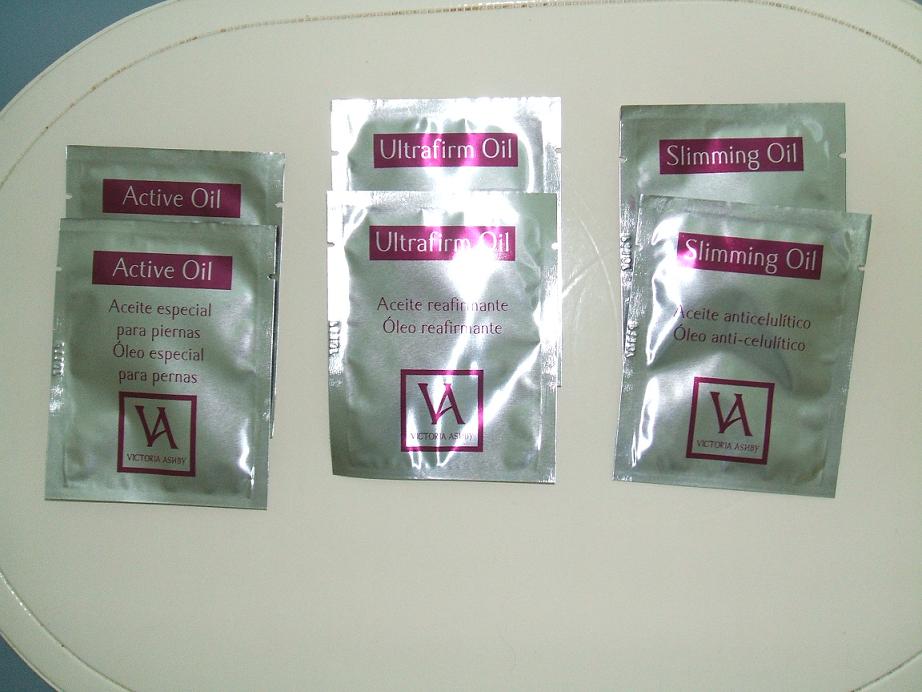 Active Oil
Active Oil
Aceite especial
para piernas
Óleo especial
para pernas
VA
VICTORIA ASHBY
Ultrafirm Oil
Ultrafirm Oil
Aceite reafirmante
Óleo reafirmante
VA
VICTORIA ASHBY
Slimming Oil
Slimming Oil
Aceite anticelulítico
Óleo anti-celulítico
VA
VICTORIA ASHBY